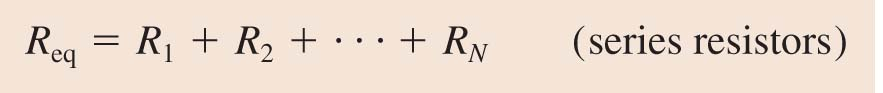 R_eq = R_1 + R_2 + · · · + R_N (series resistors)